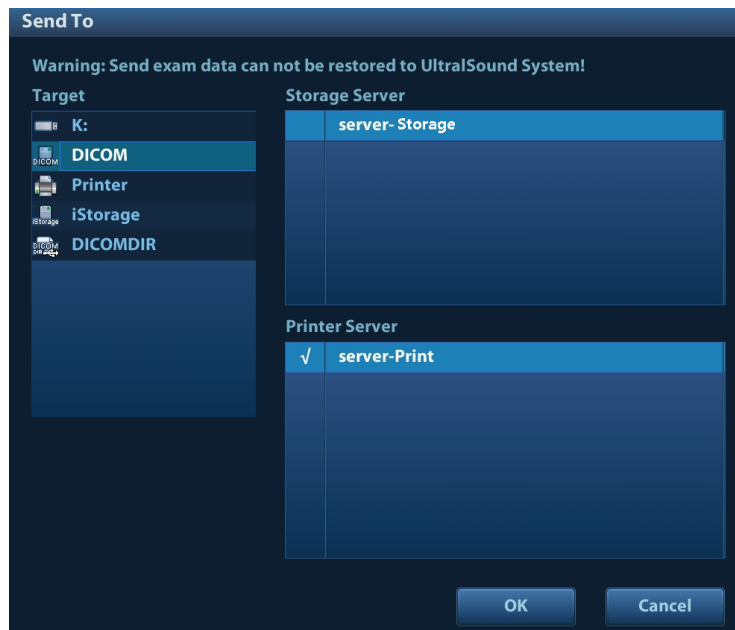 Send To
Warning: Send exam data can not be restored to UltralSound System!
Target
K:
DICOM
DICOM
Printer
iStorage
iStorage
DICOM
DIR
DICOMDIR
Storage Server
server- Storage
Printer Server
√ server-Print
OK
Cancel